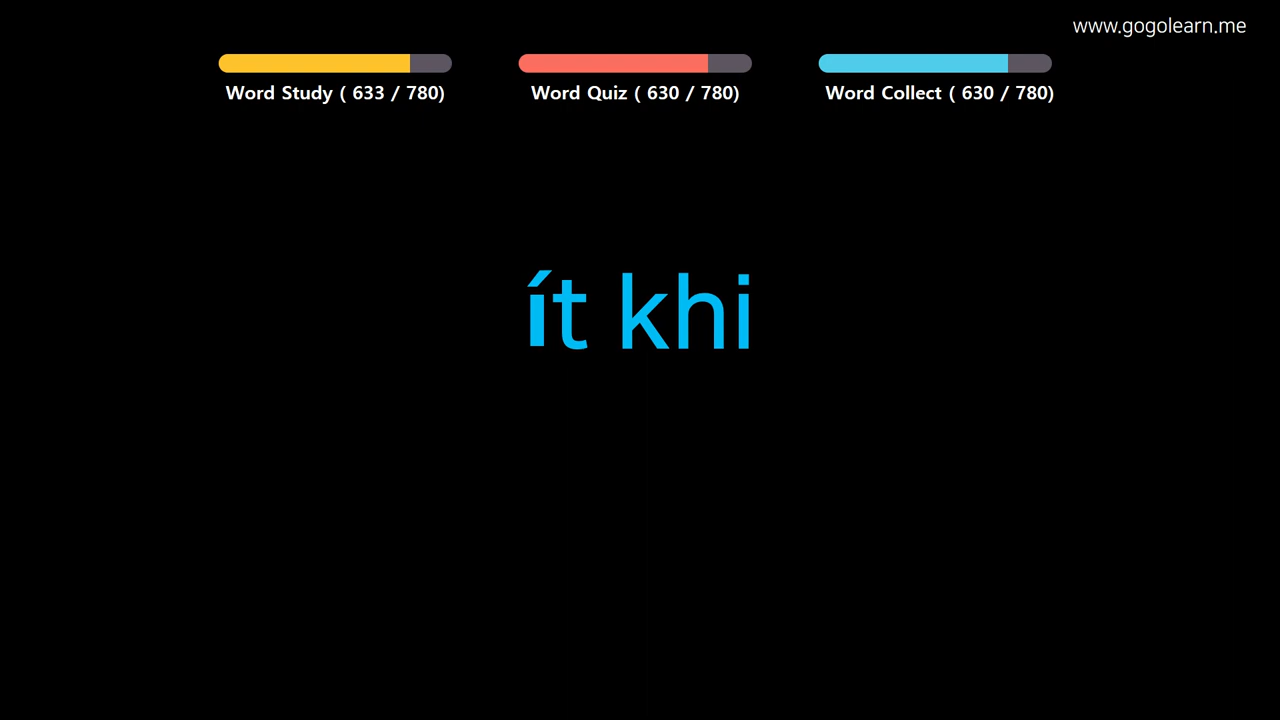 www.gogolearn.me
Word Study ( 633 / 780)
Word Quiz ( 630 / 780)
Word Collect ( 630 / 780)
ít khi